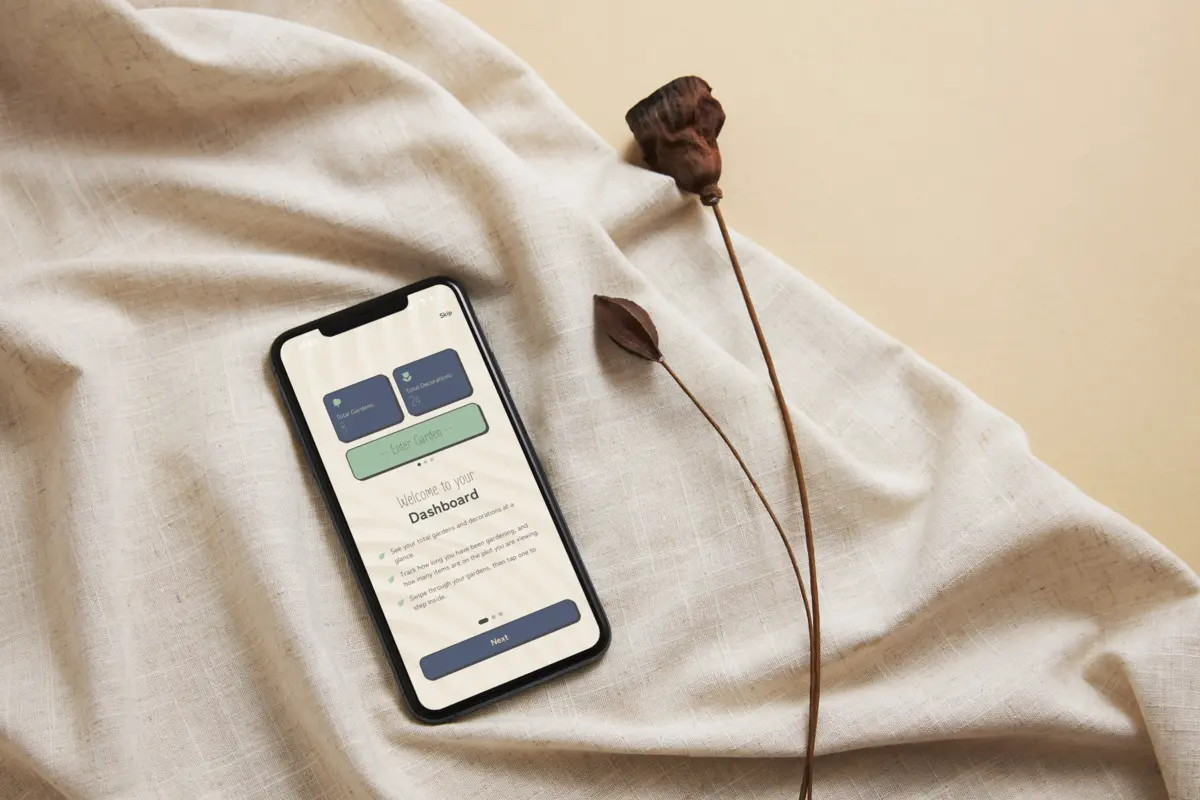 Skip
Total Gardens
Total Decorations
-- Enter Garden --
Welcome to your
Dashboard
See your total gardens and decorations at a
glance.
Track how long you have been gardening, and
how many items are on the plot you are viewing.
Swipe through your gardens, then tap one to
step inside.
Next